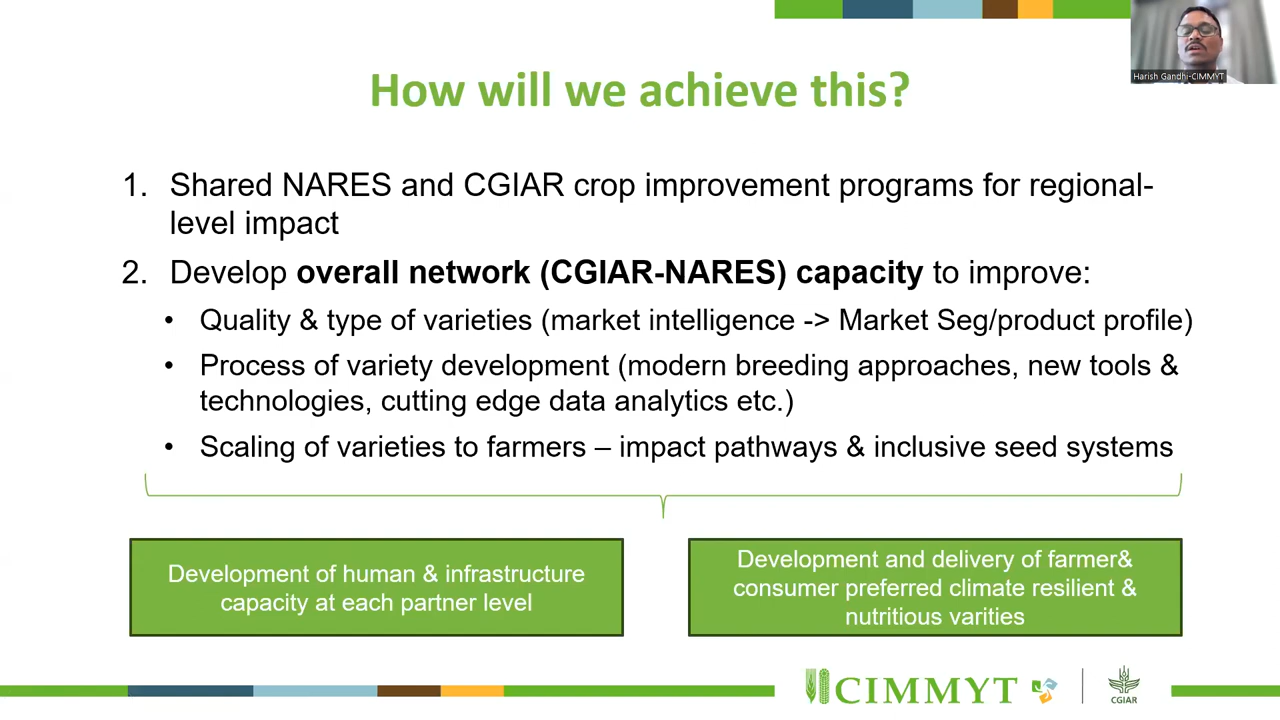 Harish Gandhi-CIMMYT
How will we achieve this?
1. Shared NARES and CGIAR crop improvement programs for regional-
level impact
2. Develop overall network (CGIAR-NARES) capacity to improve:
• Quality & type of varieties (market intelligence -> Market Seg/product profile)
• Process of variety development (modern breeding approaches, new tools &
technologies, cutting edge data analytics etc.)
• Scaling of varieties to farmers – impact pathways & inclusive seed systems
Development of human & infrastructure
capacity at each partner level
Development and delivery of farmer&
consumer preferred climate resilient &
nutritious varities
CIMMYT
CGIAR